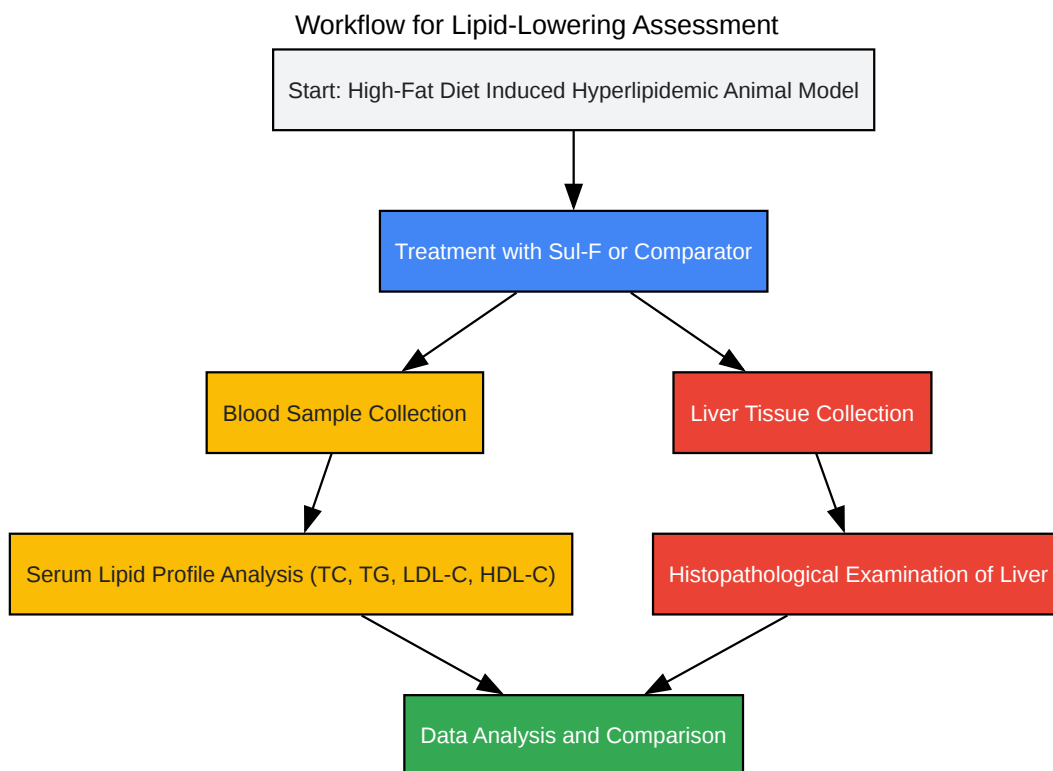 Workflow for Lipid-Lowering Assessment
Start: High-Fat Diet Induced Hyperlipidemic Animal Model
Treatment with Sul-F or Comparator
Blood Sample Collection
Liver Tissue Collection
Serum Lipid Profile Analysis (TC, TG, LDL-C, HDL-C)
Histopathological Examination of Liver
Data Analysis and Comparison